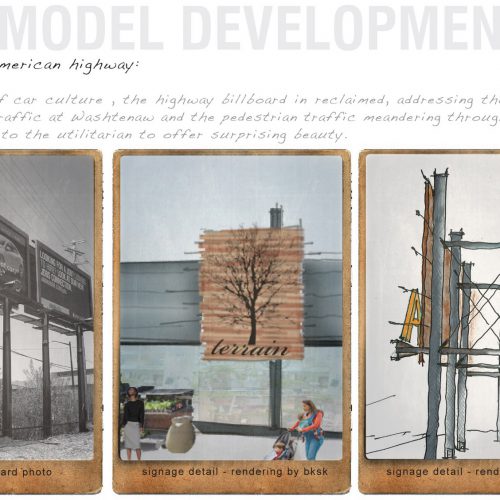 MODEL DEVELOPMEN
merican highway:
f car culture , the highway billboard in reclaimed, addressing th
raffic at Washtenaw and the pedestrian traffic meandering throug
to the utilitarian to offer surprising beauty.
terrain
A
ard photo
signage detail - rendering by bksk
signage detail - rend